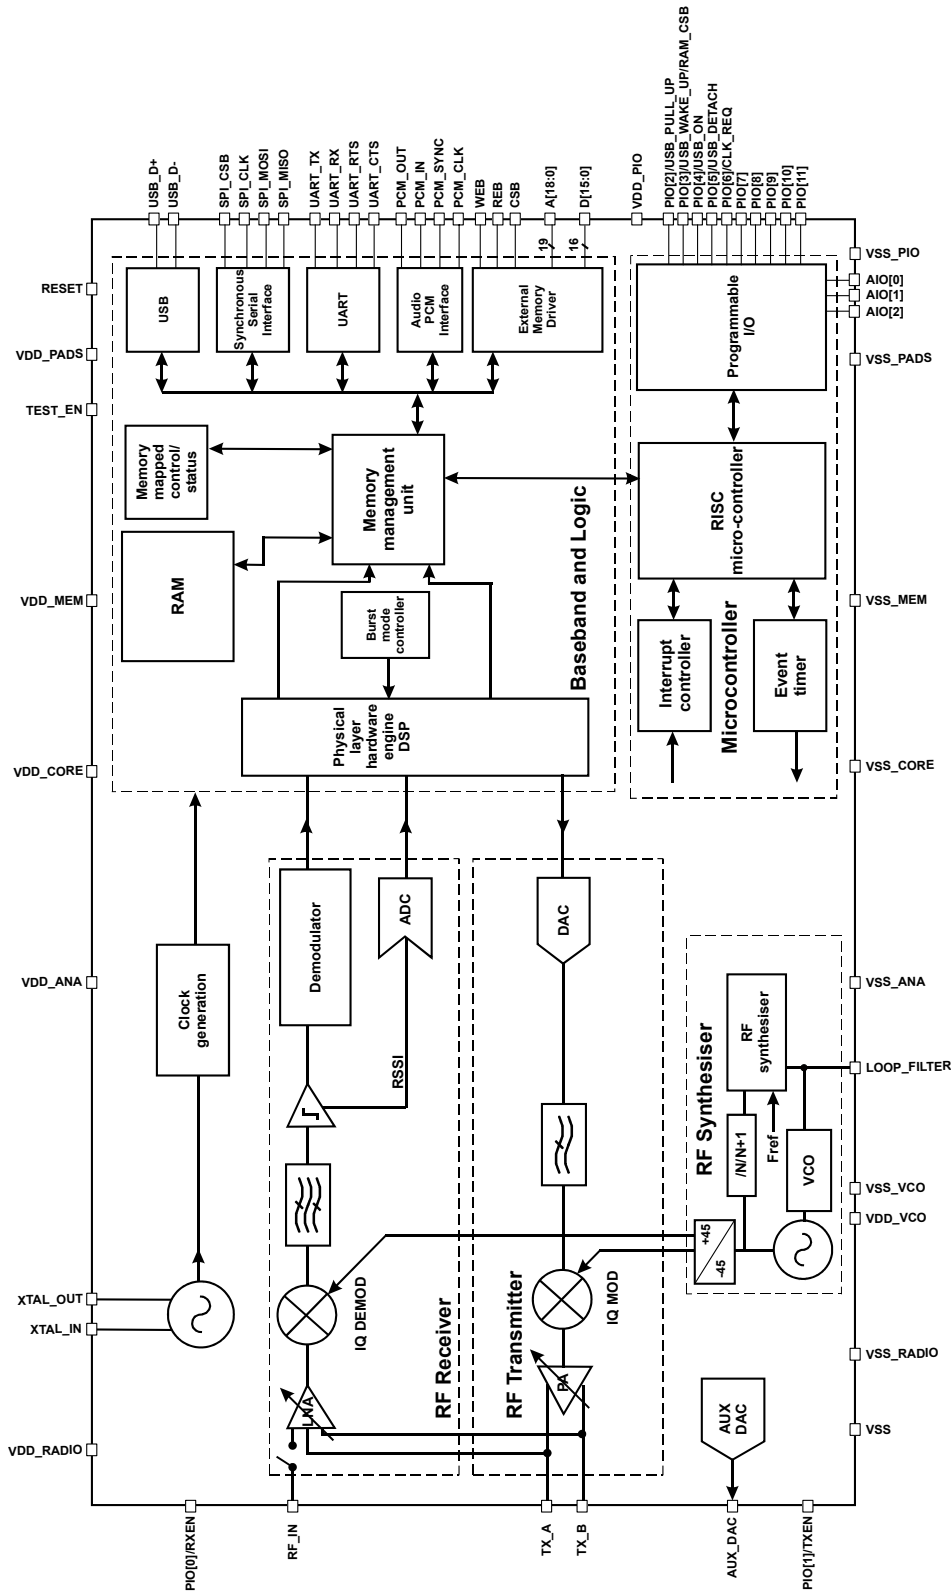 USB_D+
USB_D-
SPI_CSB
SPI_CLK
SPI_MOSI
SPI_MISO
UART_TX
UART_RX
UART_RTS
UART_CTS
PCM_OUT
PCM_IN
PCM_SYNC
PCM_CLK
WEB
REB
CSB
A[18:0]
D[15:0]
VDD_PIO
PIO[2]/USB_PULL_UP
PIO[3]/USB_WAKE_UP/RAM_CSB
PIO[4]/USB_ON
PIO[5]/USB_DETACH
PIO[6]/CLK_REQ
PIO[7]
PIO[8]
PIO[9]
PIO[10]
PIO[11]
19
16
RESET
VDD_PADS
TEST_EN
VDD_MEM
VDD_CORE
VDD_ANA
XTAL_OUT
XTAL_IN
VDD_RADIO
VSS_PIO
AIO[0]
AIO[1]
AIO[2]
VSS_PADS
VSS_MEM
VSS_CORE
VSS_ANA
LOOP_FILTER
VSS_VCO
VDD_VCO
VSS_RADIO
VSS
USB
Synchronous
Serial
Interface
UART
Audio
PCM
Interface
External
Memory
Driver
Programmable
I/O
Memory
mapped
control/
status
Memory
management
unit
RISC
micro-controller
RAM
Burst
mode
controller
Baseband and Logic
Interrupt
controller
Microcontroller
Event
timer
Physical
layer
hardware
engine
DSP
Clock
generation
Demodulator
ADC
RSSI
DAC
RF Synthesiser
RF
synthesiser
/N/N+1
Fref
VCO
+45
-45
IQ DEMOD
IQ MOD
RF Receiver
RF Transmitter
LNA
PA
AUX
DAC
PIO[0]/RXEN
RF_IN
TX_A
TX_B
AUX_DAC
PIO[1]/TXEN